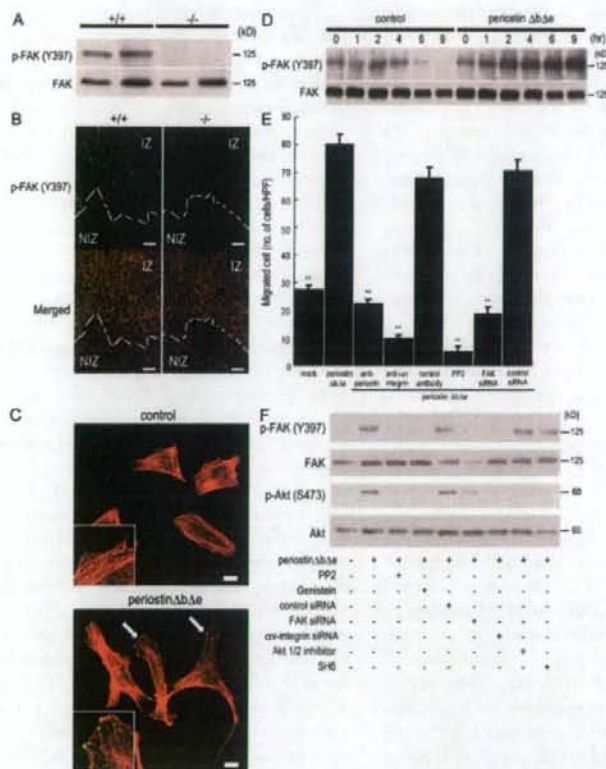 A
+/+ -/-
(kD)
p-FAK (Y397)
125
FAK
125
B
+/+ -/-
IZ IZ
p-FAK (Y397)
NIZ NIZ
IZ IZ
Merged
NIZ NIZ
C
control
periostinΔbΔe
D
control periostin ΔbΔe
0 1 2 4 6 9 0 1 2 4 6 9 (hr)
p-FAK (Y397)
125
FAK
125
E
Migrated cell (no. of cells/HPF)
90
80
70
60
50
40
30
20
10
0
** ** ** ** **
mock
periostin ΔbΔe
anti-periostin
integrin
control antibody
PP2
FAK siRNA
control siRNA
periostin ΔbΔe
F
(kD)
p-FAK (Y397)
125
FAK
125
p-Akt (S473)
60
Akt
60
periostinΔbΔe - + + + + + + + +
PP2 - - + - - - - - -
Genistein - - - + - - - - -
control siRNA - - - - + - - - -
FAK siRNA - - - - - + - - -
-integrin siRNA - - - - - - + - -
Akt 1/2 inhibitor - - - - - - - + -
SH6 - - - - - - - - +